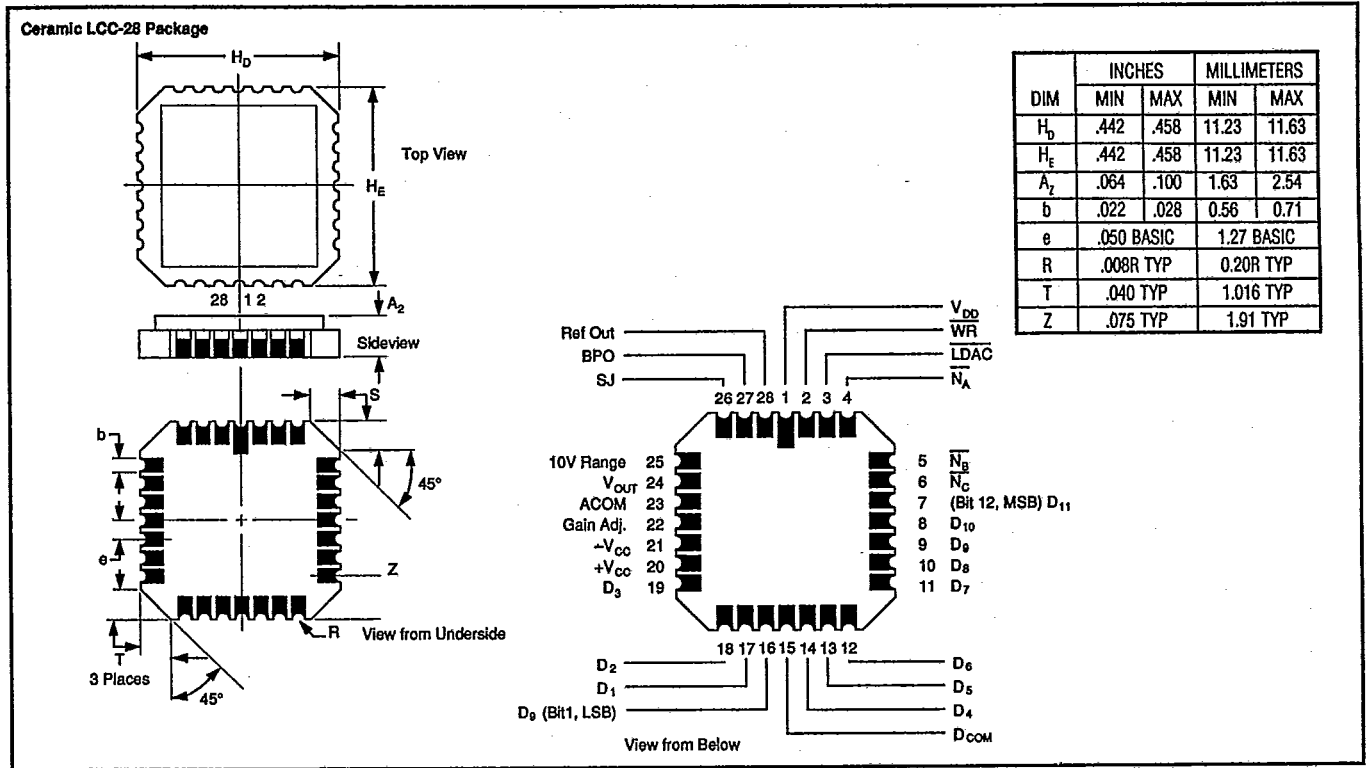 Ceramic LCC-28 Package
H_D
H_E
Top View
28 1 2
A_2
Sideview
S
b
45°
e
Z
R
View from Underside
T
3 Places
45°
DIM INCHES MILLIMETERS
MIN MAX MIN MAX
H_D .442 .458 11.23 11.63
H_E .442 .458 11.23 11.63
A_2 .064 .100 1.63 2.54
b .022 .028 0.56 0.71
e .050 BASIC 1.27 BASIC
R .008R TYP 0.20R TYP
T .040 TYP 1.016 TYP
Z .075 TYP 1.91 TYP
Ref Out
BPO
SJ
V_DD
W̅R̅
L̅D̅A̅C̅
N̅_A̅
26 27 28 1 2 3 4
10V Range 25
V_OUT 24
ACOM 23
Gain Adj. 22
–V_CC 21
+V_CC 20
D_3 19
5 N̅_B̅
6 N̅_C̅
7 (Bit 12, MSB) D_11
8 D_10
9 D_9
10 D_8
11 D_7
18 17 16 15 14 13 12
D_2
D_1
D_9 (Bit1, LSB)
D_6
D_5
D_4
D_COM
View from Below